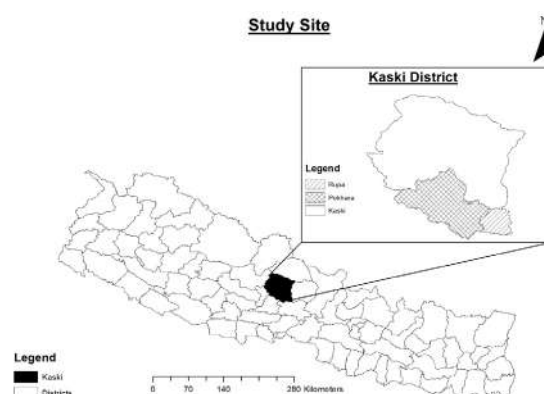 Study Site
N
Kaski District
Legend
Rupa
Pokhara
Kaski
Legend
Kaski
Districts
0 70 140 280 Kilometers